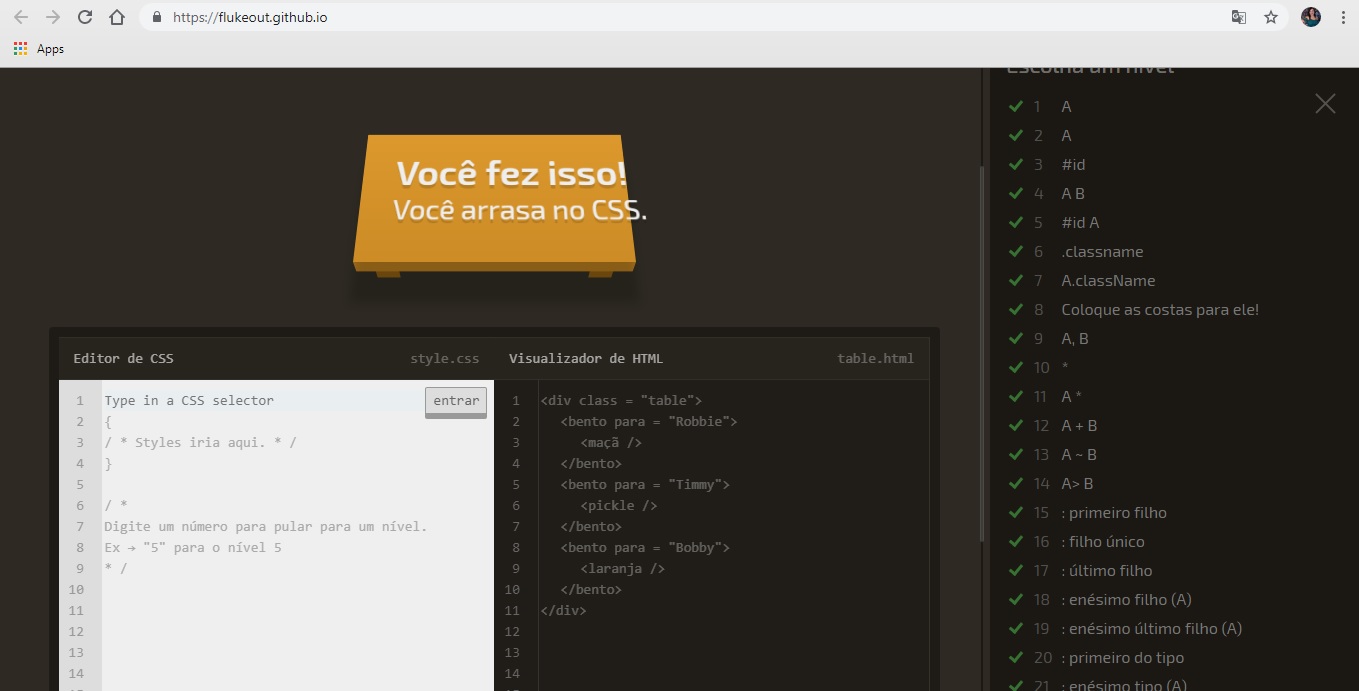 https://flukeout.github.io
Apps
Você fez isso!
Você arrasa no CSS.
Editor de CSS
style.css
entrar
1 Type in a CSS selector
2 {
3 / * Styles iria aqui. * /
4 }
5
6 / *
7 Digite um número para pular para um nível.
8 Ex → "5" para o nível 5
9 * /
10
11
12
13
14
Visualizador de HTML
table.html
1 <div class = "table">
2 <bento para = "Robbie">
3 <maçã />
4 </bento>
5 <bento para = "Timmy">
6 <pickle />
7 </bento>
8 <bento para = "Bobby">
9 <laranja />
10 </bento>
11 </div>
12
13
14
Escolha um nível
1 A
2 A
3 #id
4 A B
5 #id A
6 .classname
7 A.className
8 Coloque as costas para ele!
9 A, B
10 *
11 A *
12 A + B
13 A ~ B
14 A> B
15 : primeiro filho
16 : filho único
17 : último filho
18 : enésimo filho (A)
19 : enésimo último filho (A)
20 : primeiro do tipo
21 : enésimo tipo (A)